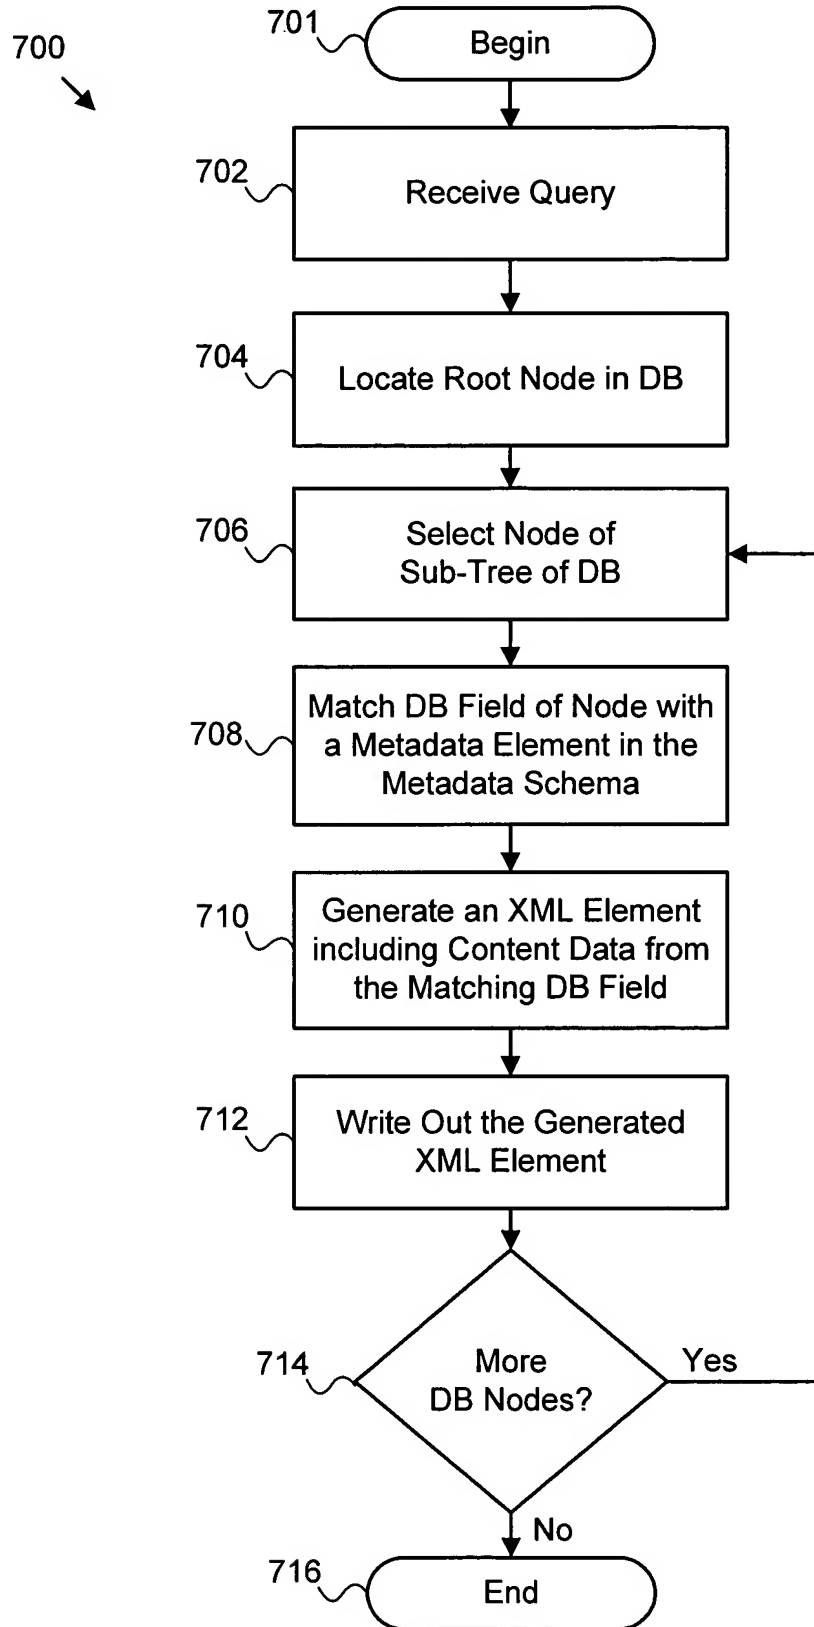 700
701
Begin
702
Receive Query
704
Locate Root Node in DB
706
Select Node of
Sub-Tree of DB
708
Match DB Field of Node with
a Metadata Element in the
Metadata Schema
710
Generate an XML Element
including Content Data from
the Matching DB Field
712
Write Out the Generated
XML Element
714
More
DB Nodes?
Yes
No
716
End